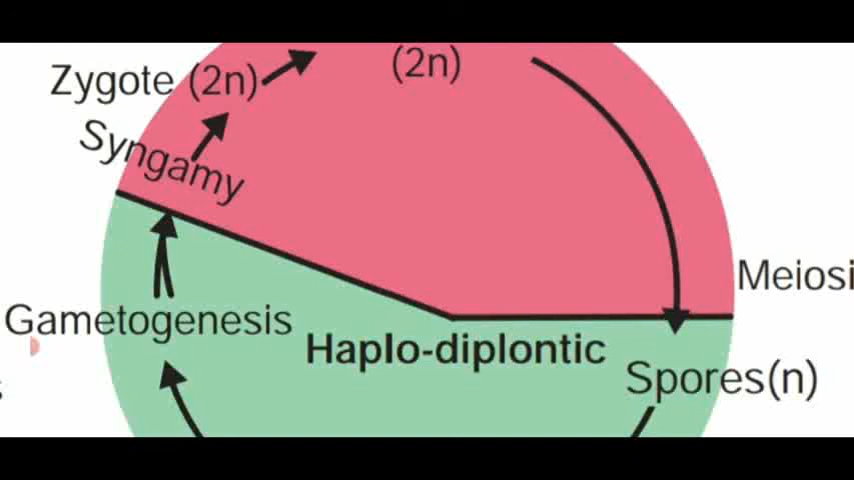 (2n)
Zygote (2n)
Syngamy
Meiosi
Gametogenesis
Haplo-diplontic
Spores(n)